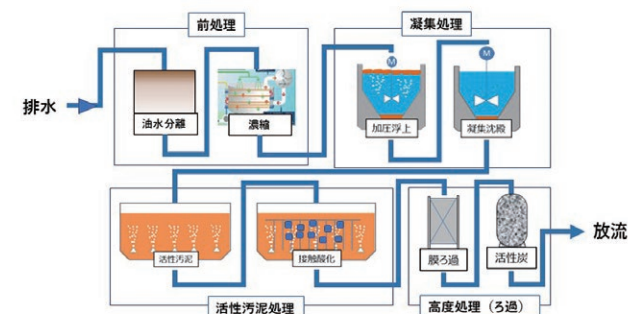 前処理
凝集処理
排水
油水分離
濃縮
M
加圧浮上
M
凝集沈殿
活性汚泥
接触酸化
膜ろ過
活性炭
放流
活性汚泥処理
高度処理（ろ過）